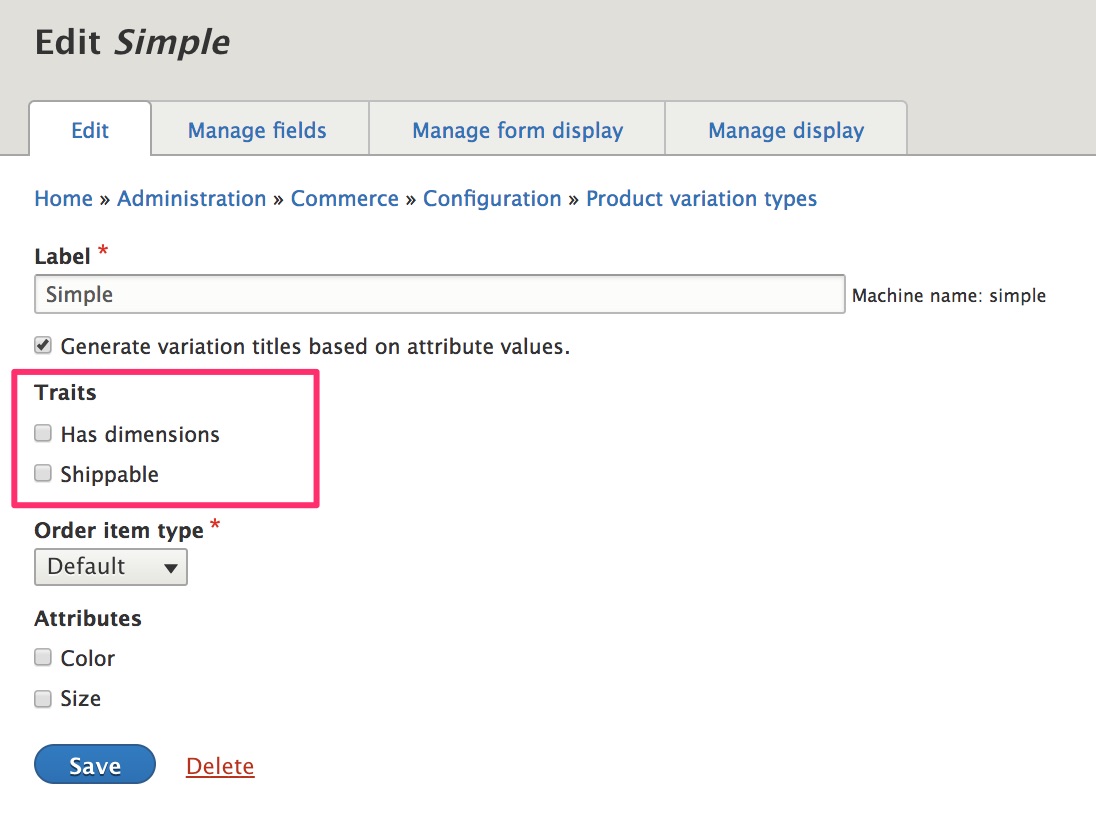 Edit Simple
Edit
Manage fields
Manage form display
Manage display
Home » Administration » Commerce » Configuration » Product variation types
Label *
Simple
Machine name: simple
Generate variation titles based on attribute values.
Traits
Has dimensions
Shippable
Order item type *
Default
Attributes
Color
Size
Save
Delete